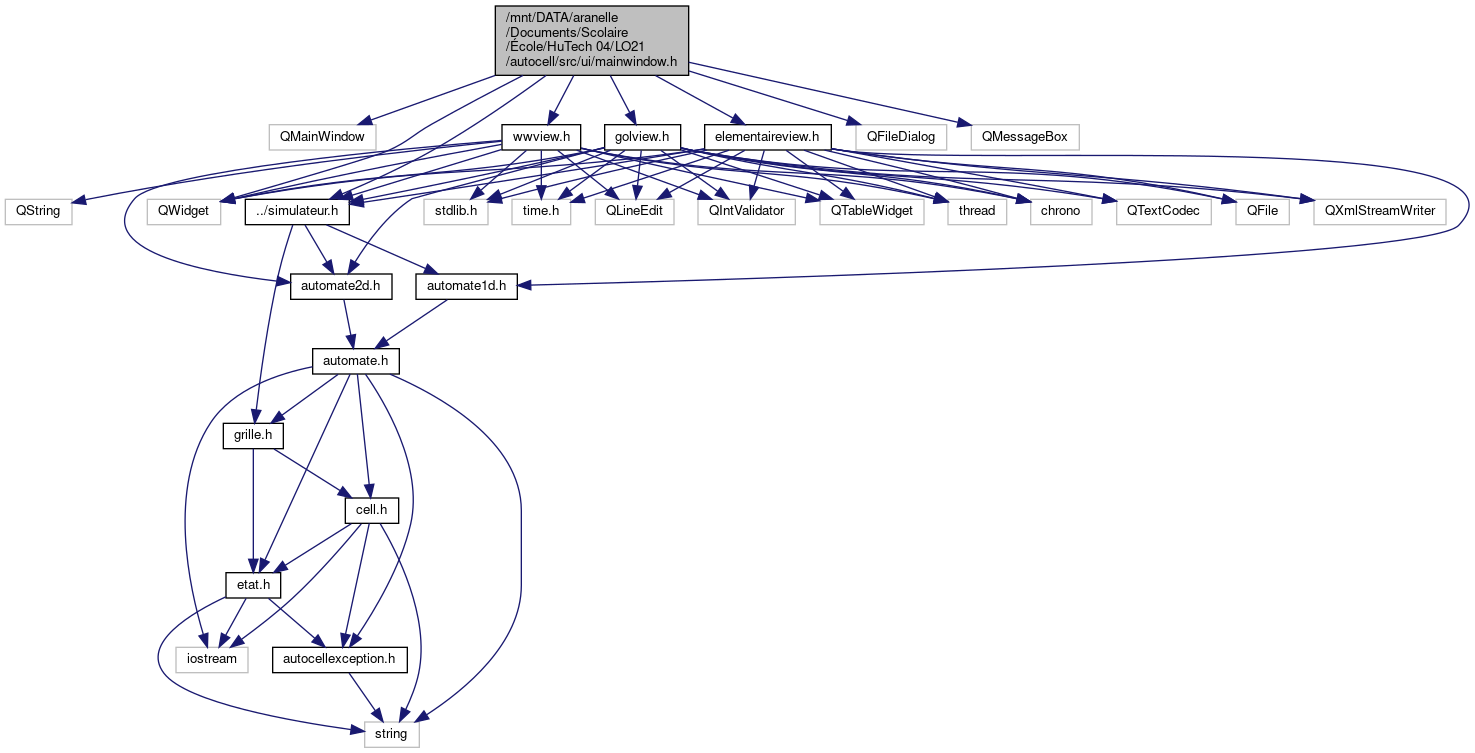 /mnt/DATA/aranelle
/Documents/Scolaire
/École/HuTech 04/LO21
/autocell/src/ui/mainwindow.h
QMainWindow
wwview.h
golview.h
elementaireview.h
QFileDialog
QMessageBox
QString
QWidget
../simulateur.h
stdlib.h
time.h
QLineEdit
QIntValidator
QTableWidget
thread
chrono
QTextCodec
QFile
QXmlStreamWriter
automate2d.h
automate1d.h
automate.h
grille.h
cell.h
etat.h
iostream
autocellexception.h
string